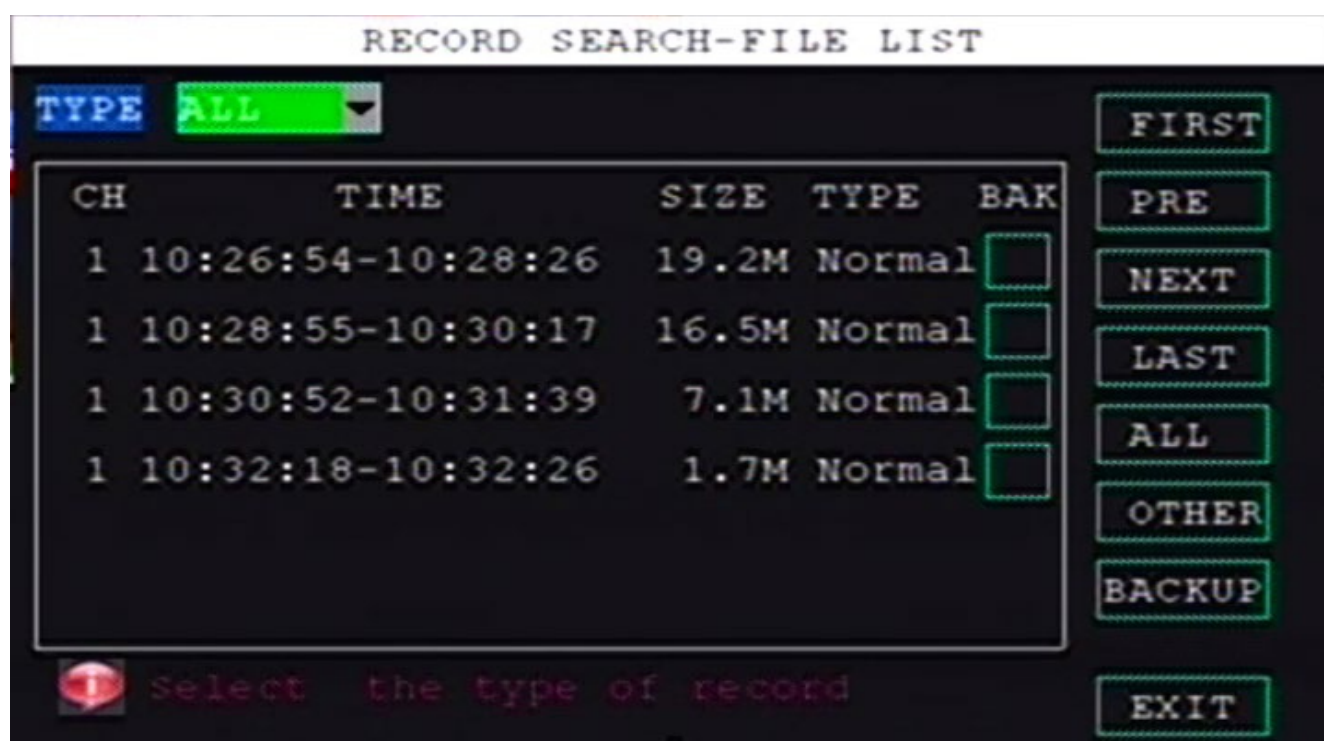 RECORD SEARCH-FILE LIST
TYPE ALL
CH TIME SIZE TYPE BAK
1 10:26:54-10:28:26 19.2M Normal
1 10:28:55-10:30:17 16.5M Normal
1 10:30:52-10:31:39 7.1M Normal
1 10:32:18-10:32:26 1.7M Normal
Select the type of record
FIRST
PRE
NEXT
LAST
ALL
OTHER
BACKUP
EXIT